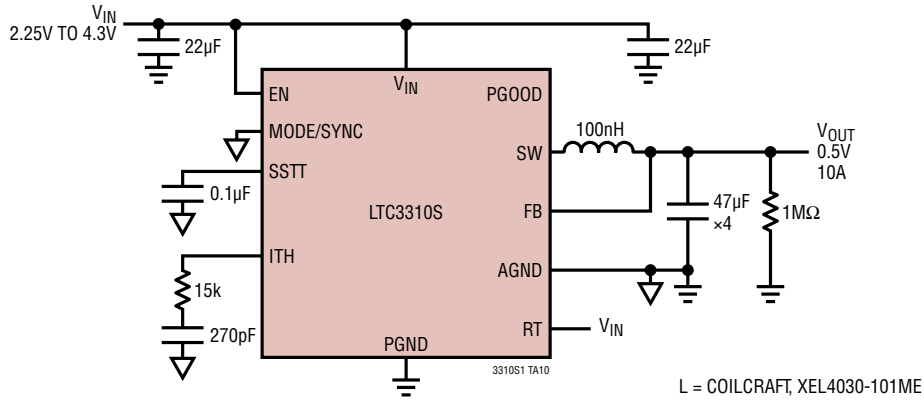 VIN
2.25V TO 4.3V
22µF
22µF
VIN
EN
PGOOD
MODE/SYNC
100nH
SW
VOUT
0.5V
10A
SSTT
0.1µF
LTC3310S
FB
47µF
×4
1MΩ
ITH
AGND
15k
270pF
RT
VIN
PGND
3310S1 TA10
L = COILCRAFT, XEL4030-101ME